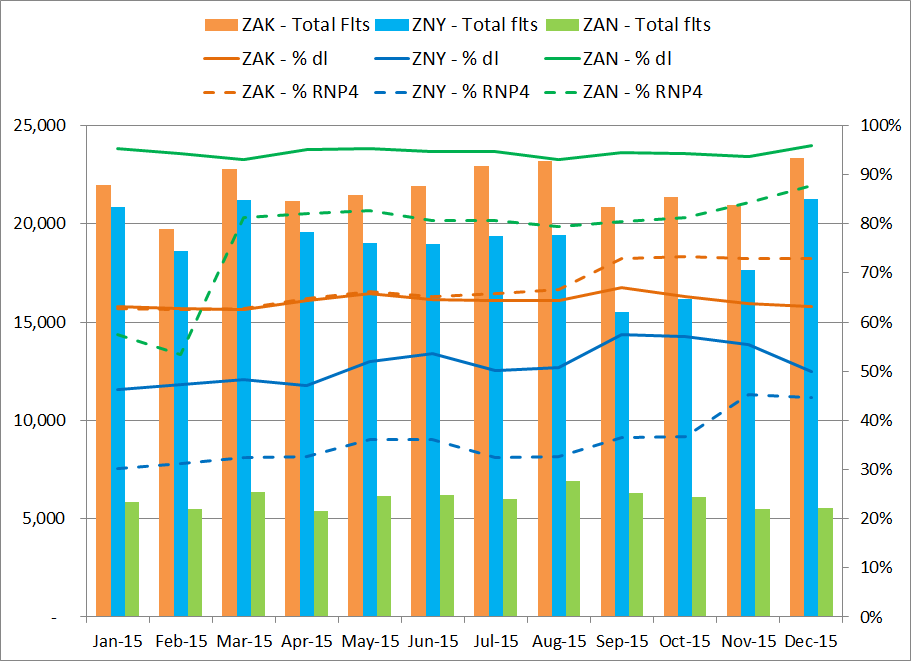 ZAK - Total Flts ZNY - Total flts ZAN - Total flts
ZAK - % dl ZNY - % dl ZAN - % dl
ZAK - % RNP4 ZNY - % RNP4 ZAN - % RNP4
25,000 100%
90%
20,000 80%
70%
15,000 60%
50%
10,000 40%
30%
5,000 20%
10%
- 0%
Jan-15 Feb-15 Mar-15 Apr-15 May-15 Jun-15 Jul-15 Aug-15 Sep-15 Oct-15 Nov-15 Dec-15